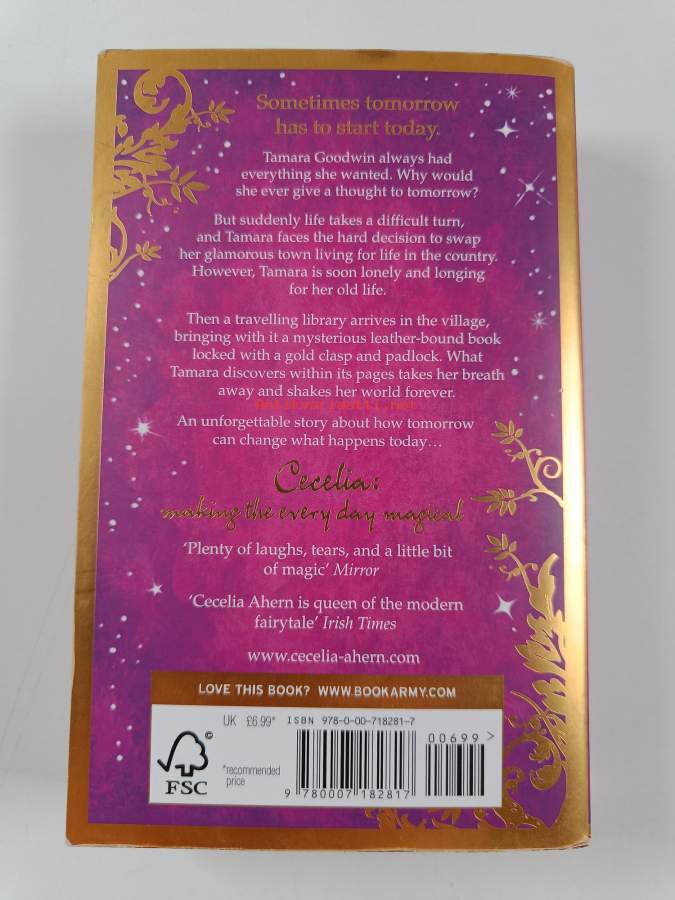 Sometimes tomorrow
has to start today.
Tamara Goodwin always had
everything she wanted. Why would
she ever give a thought to tomorrow?
But suddenly life takes a difficult turn,
and Tamara faces the hard decision to swap
her glamorous town living for life in the country.
However, Tamara is soon lonely and longing
for her old life.
Then a travelling library arrives in the village,
bringing with it a mysterious leather-bound book
locked with a gold clasp and padlock. What
Tamara discovers within its pages takes her breath
away and shakes her world forever.
An unforgettable story about how tomorrow
can change what happens today…
Cecelia:
making the every day magical
‘Plenty of laughs, tears, and a little bit
of magic’ Mirror
‘Cecelia Ahern is queen of the modern
fairytale’ Irish Times
www.cecelia-ahern.com
LOVE THIS BOOK? WWW.BOOKARMY.COM
UK £6.99* ISBN 978-0-00-718281-7
00699 >
©
FSC
*recommended
price
9 780007 182817